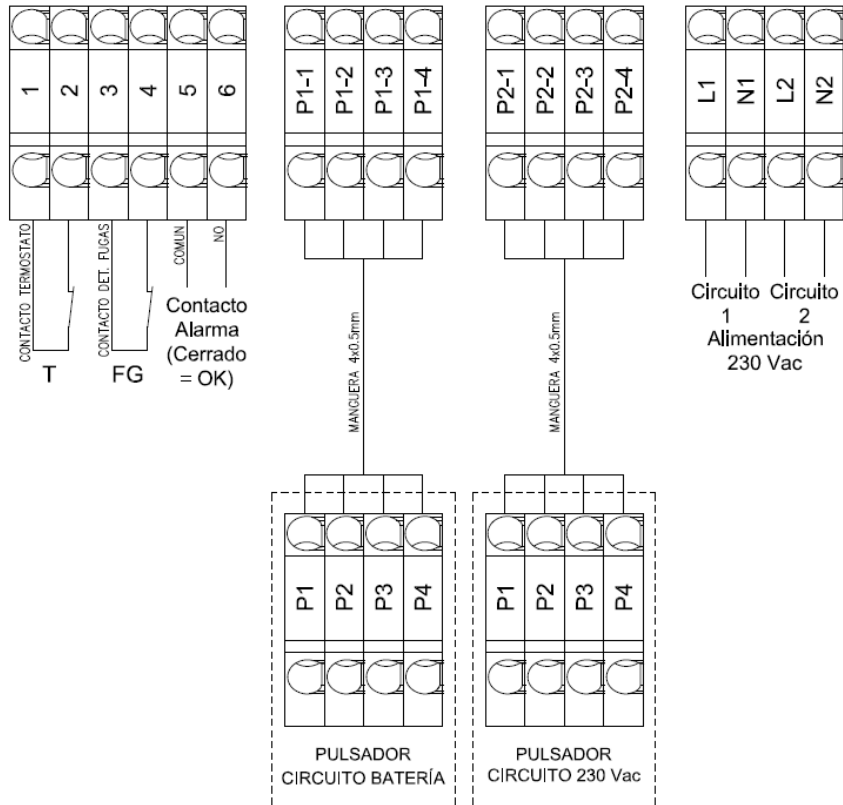 1 2 3 4 5 6
P1-1 P1-2 P1-3 P1-4
P2-1 P2-2 P2-3 P2-4
L1 N1 L2 N2
CONTACTO TERMOSTATO
T
CONTACTO DET. FUGAS
FG
COMUN
NO
Contacto
Alarma
(Cerrado
= OK)
MANGUERA 4x0.5mm
MANGUERA 4x0.5mm
Circuito Circuito
1 2
Alimentación
230 Vac
P1 P2 P3 P4
PULSADOR
CIRCUITO BATERÍA
P1 P2 P3 P4
PULSADOR
CIRCUITO 230 Vac